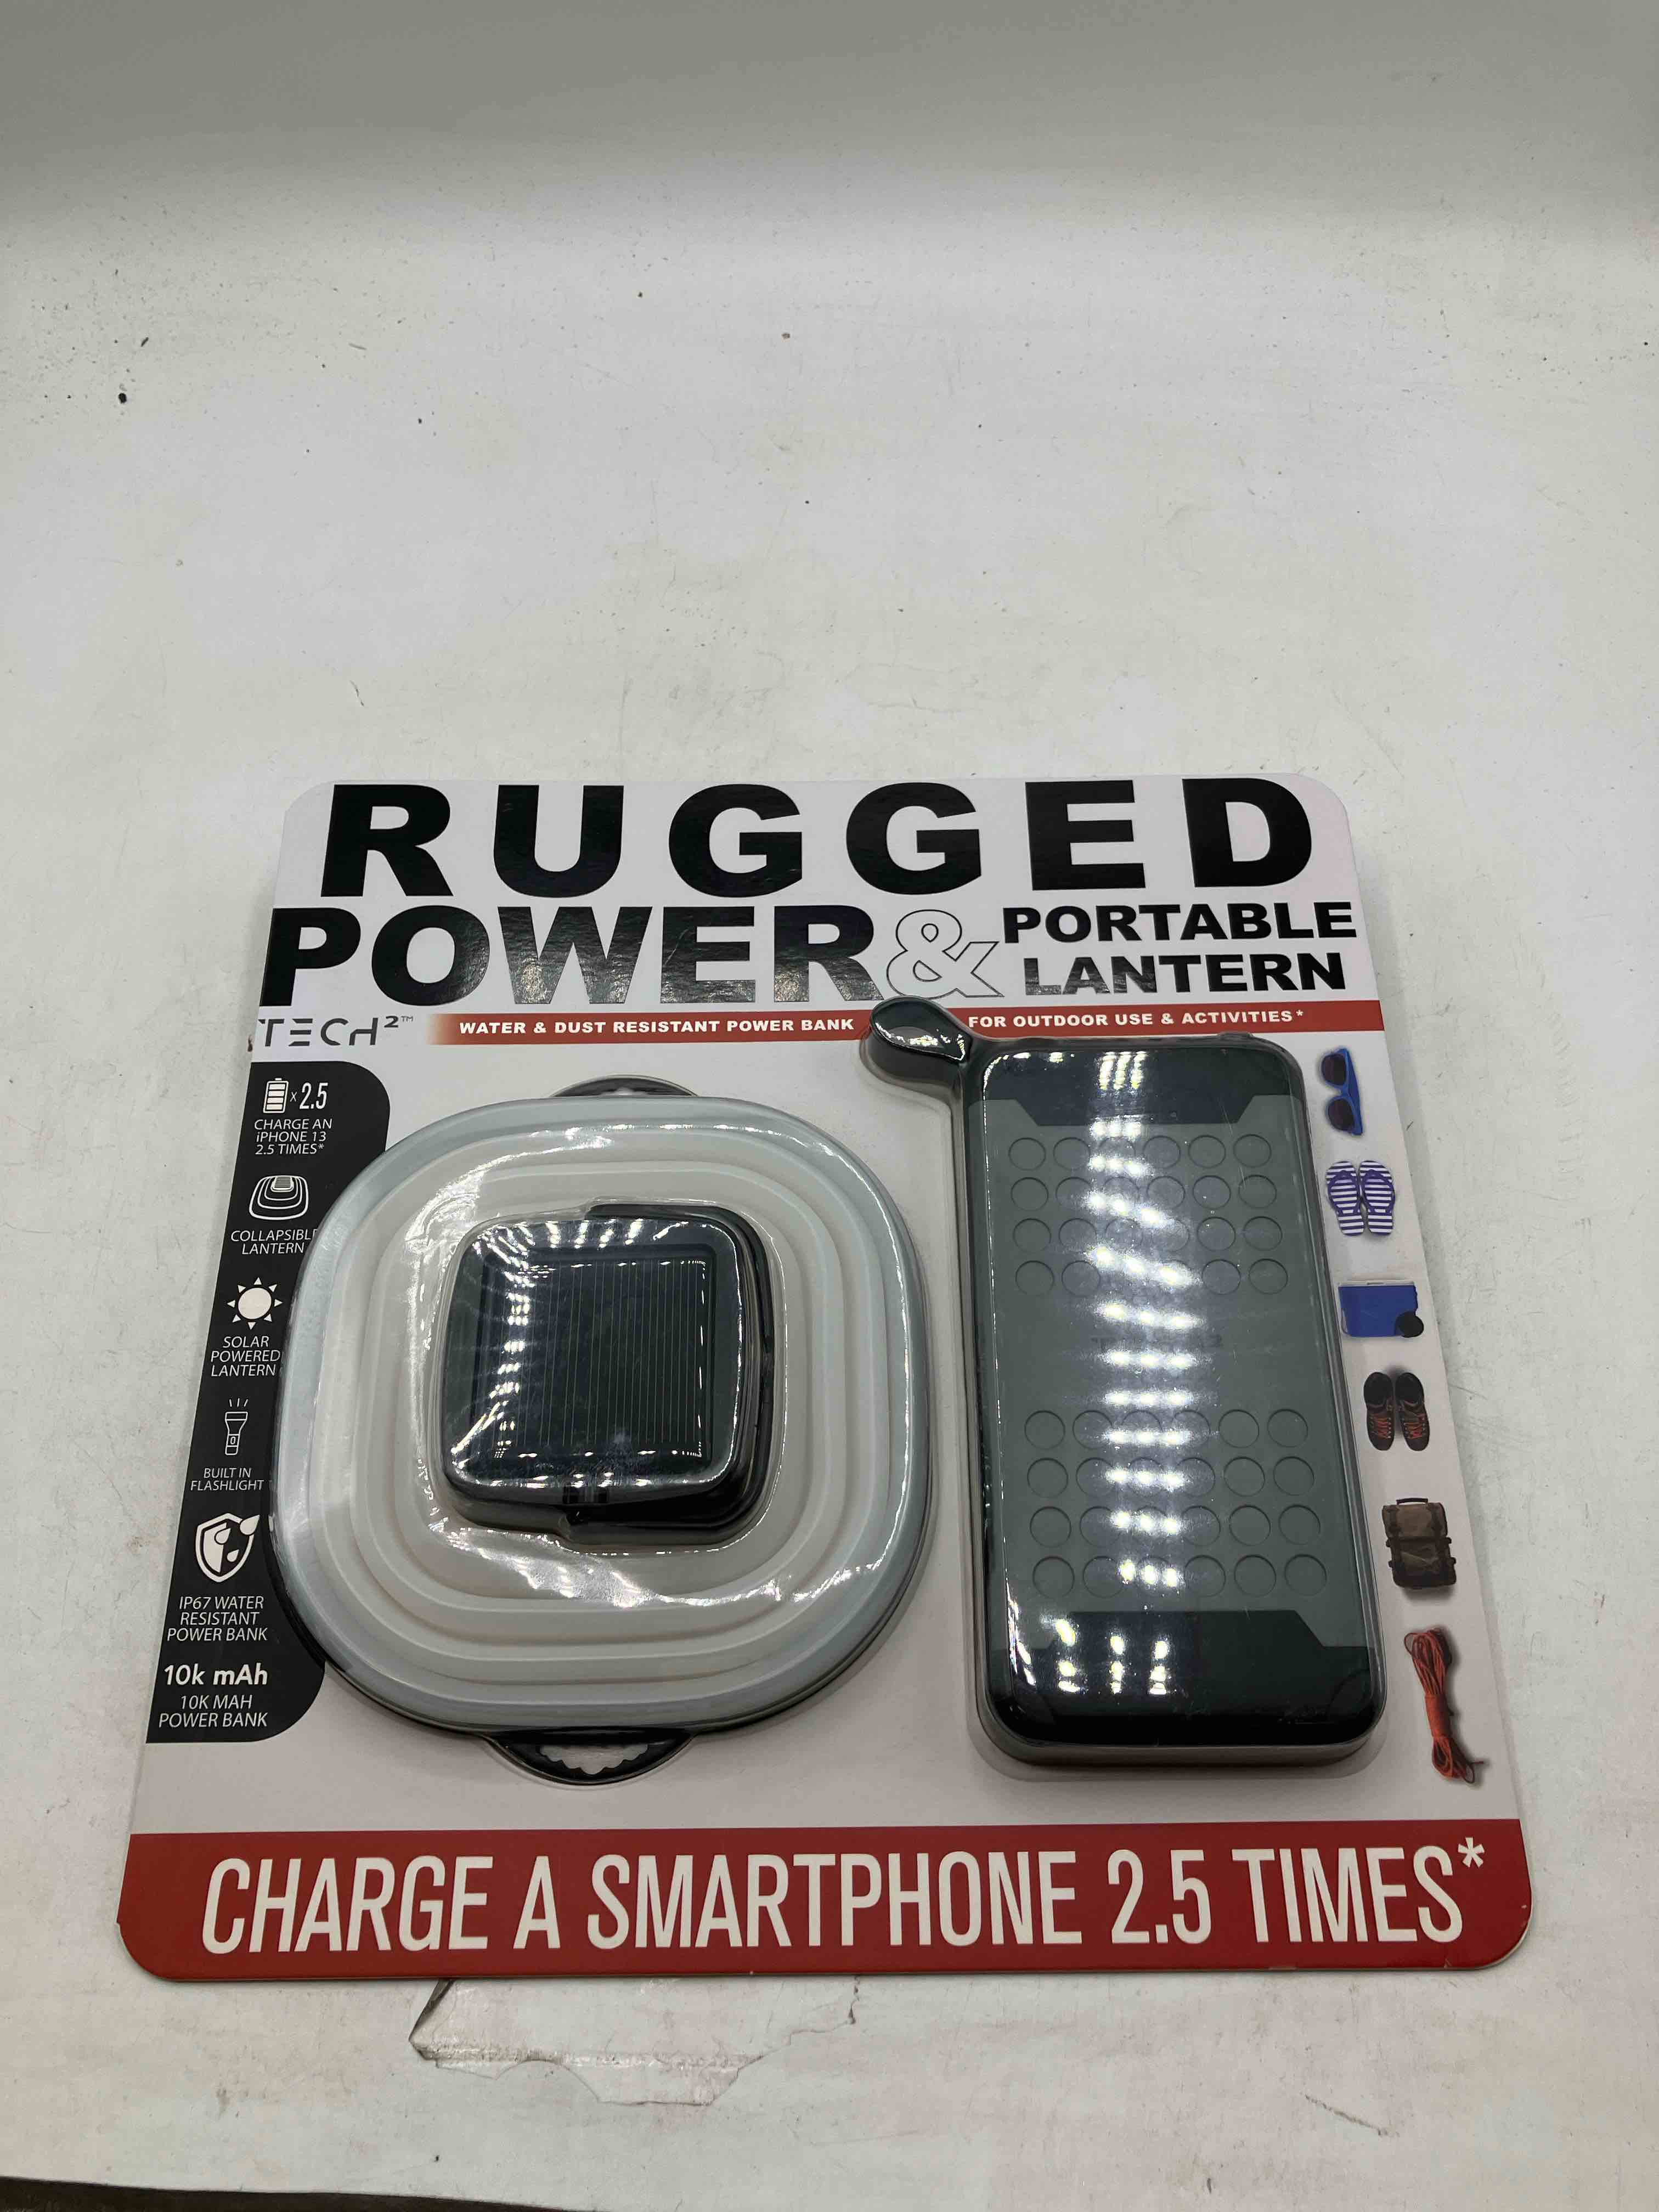 RUGGED
POWER & PORTABLE
LANTERN
TECH²™
WATER & DUST RESISTANT POWER BANK
FOR OUTDOOR USE & ACTIVITIES*
x 2.5
CHARGE AN
iPHONE 13
2.5 TIMES*
COLLAPSIBLE
LANTERN
SOLAR
POWERED
LANTERN
BUILT IN
FLASHLIGHT
IP67 WATER
RESISTANT
POWER BANK
10k mAh
10K MAH
POWER BANK
CHARGE A SMARTPHONE 2.5 TIMES*